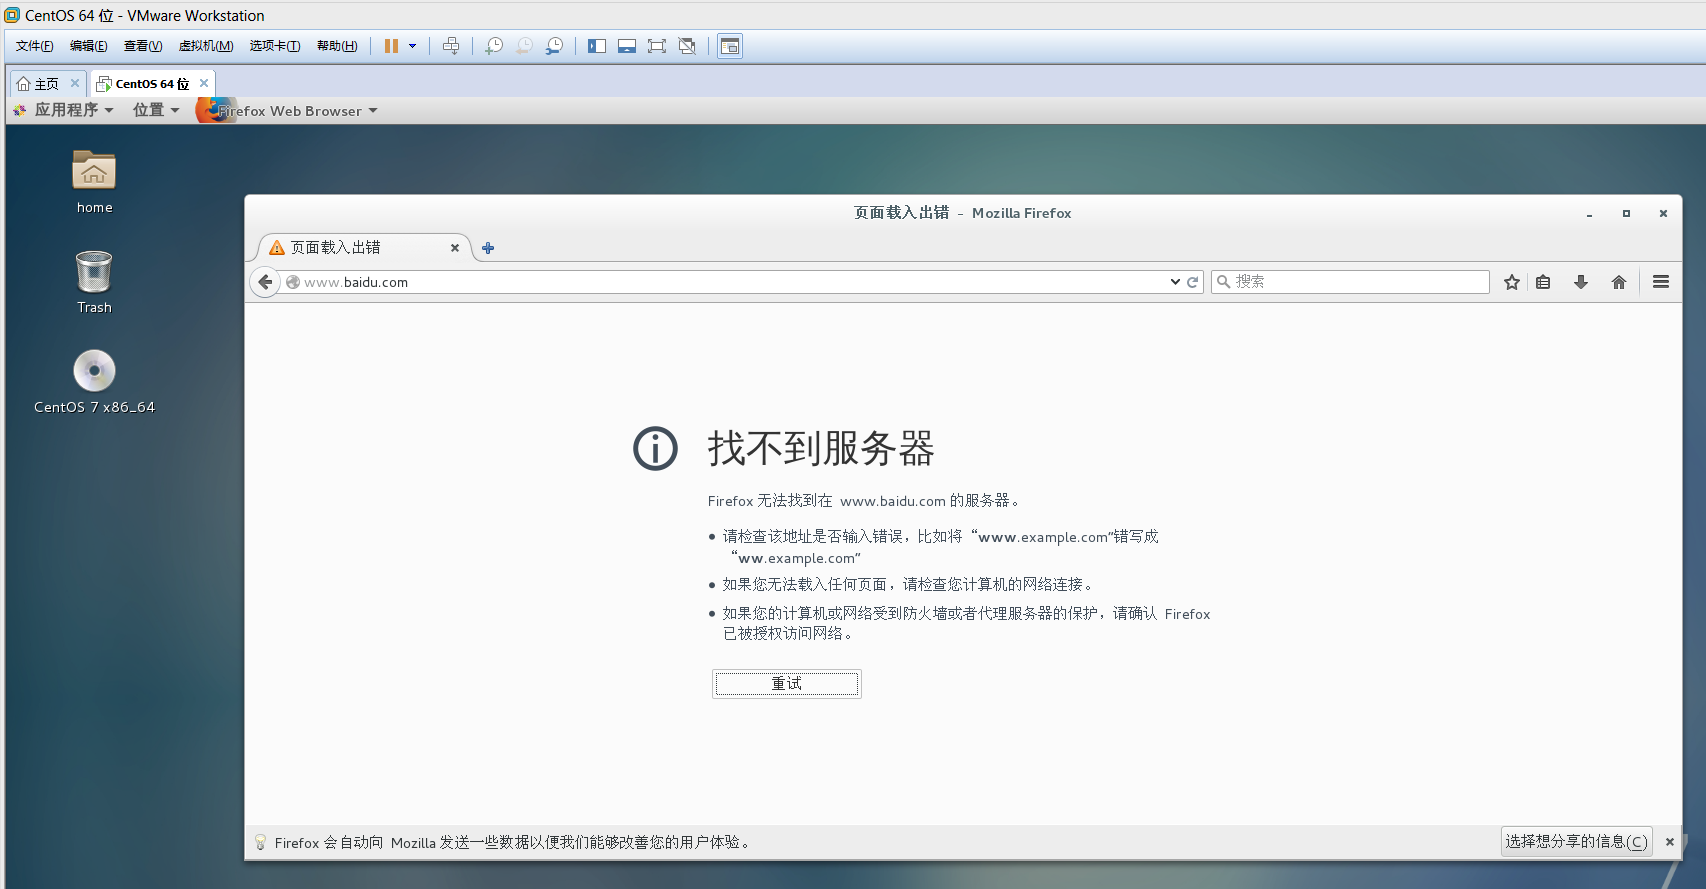 CentOS 64 位 - VMware Workstation
文件(F) 编辑(E) 查看(V) 虚拟机(M) 选项卡(T) 帮助(H)
主页 CentOS 64 位
应用程序 位置 Firefox Web Browser
home
Trash
CentOS 7 x86_64
页面载入出错 - Mozilla Firefox
页面载入出错
www.baidu.com 搜索
找不到服务器
Firefox 无法找到在 www.baidu.com 的服务器。
请检查该地址是否输入错误，比如将“www.example.com”错写成
“ww.example.com”
如果您无法载入任何页面，请检查您计算机的网络连接。
如果您的计算机或网络受到防火墙或者代理服务器的保护，请确认 Firefox
已被授权访问网络。
重试
Firefox 会自动向 Mozilla 发送一些数据以便我们能够改善您的用户体验。 选择想分享的信息(C)